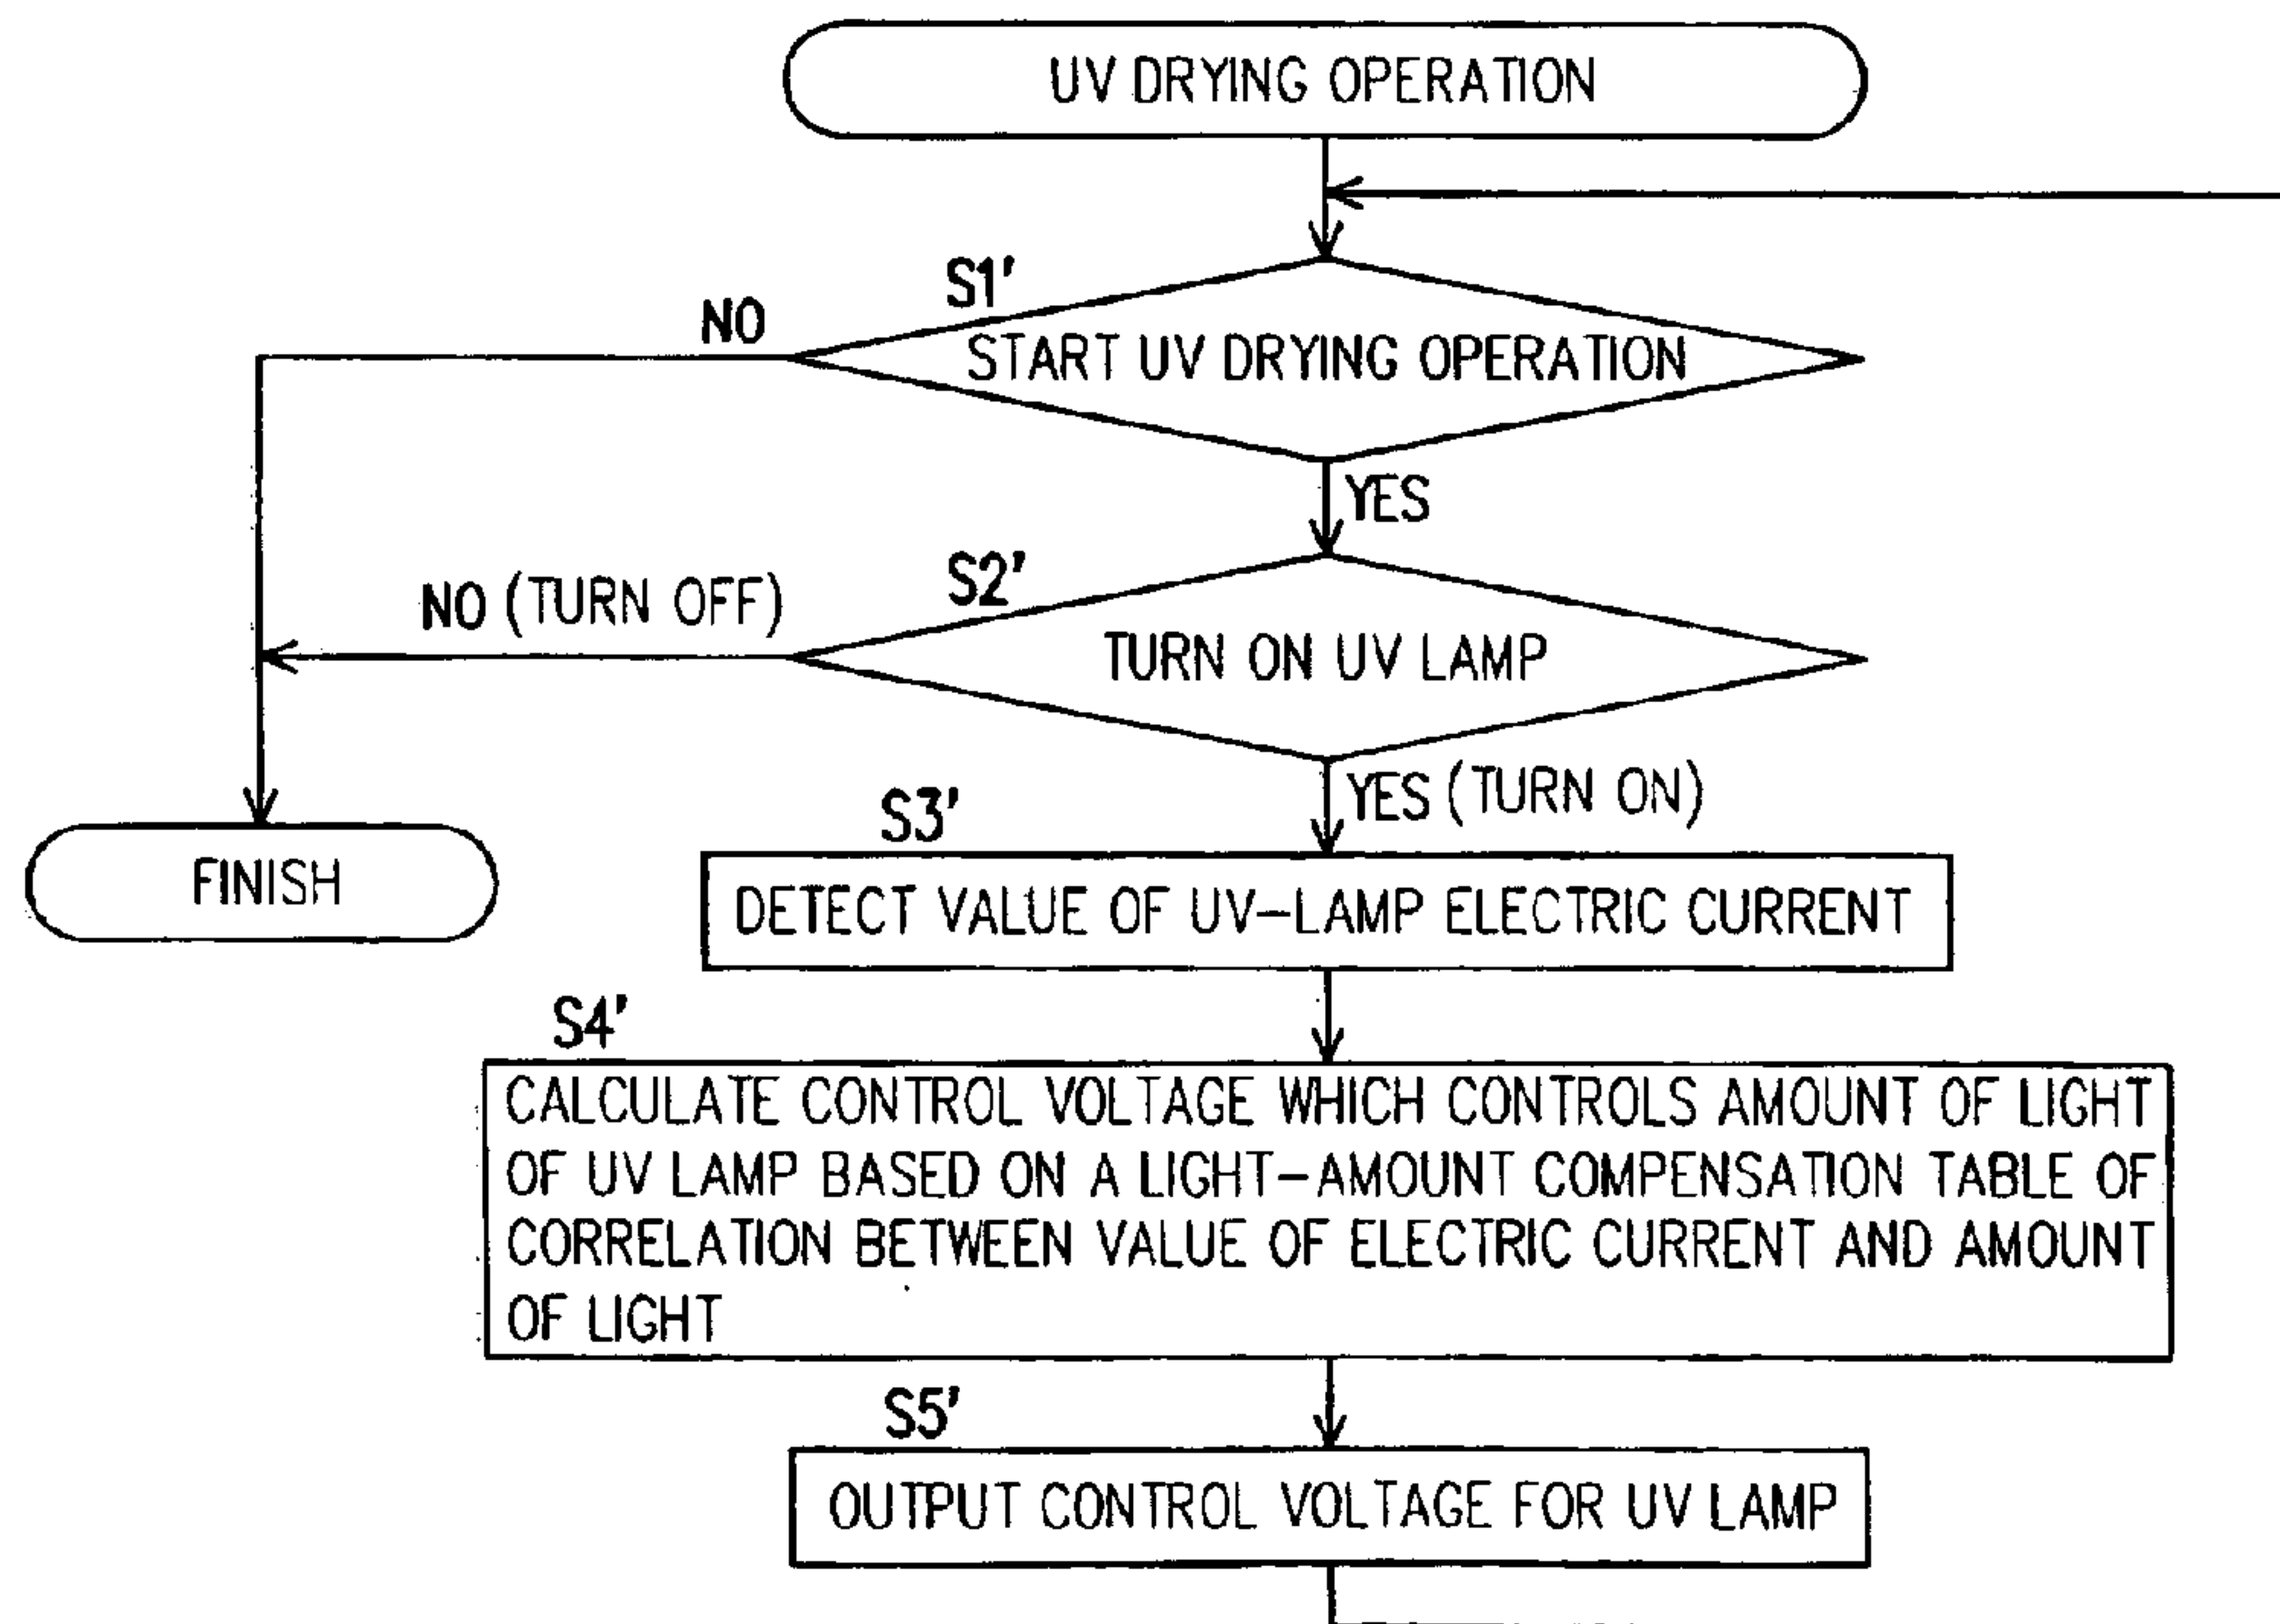 UV DRYING OPERATION
S1'
NO
START UV DRYING OPERATION
YES
S2'
NO (TURN OFF)
TURN ON UV LAMP
YES (TURN ON)
S3'
FINISH
DETECT VALUE OF UV-LAMP ELECTRIC CURRENT
S4'
CALCULATE CONTROL VOLTAGE WHICH CONTROLS AMOUNT OF LIGHT
OF UV LAMP BASED ON A LIGHT-AMOUNT COMPENSATION TABLE OF
CORRELATION BETWEEN VALUE OF ELECTRIC CURRENT AND AMOUNT
OF LIGHT
S5'
OUTPUT CONTROL VOLTAGE FOR UV LAMP